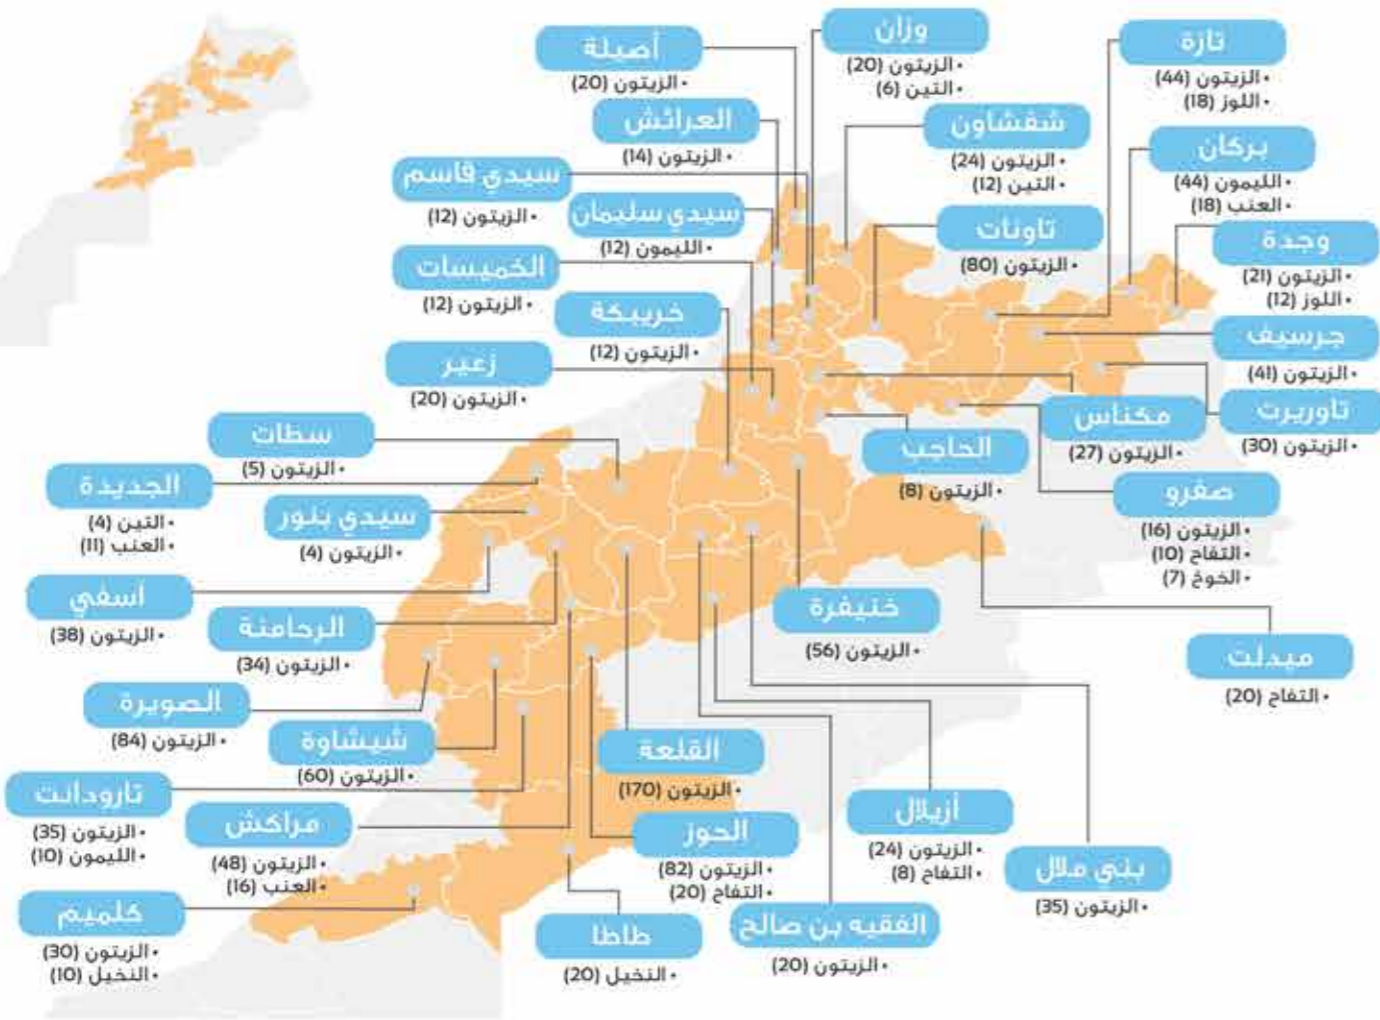 وزان
• الزيتون (20)
• التين (6)
تازة
• الزيتون (44)
• اللوز (18)
أصيلة
• الزيتون (20)
شفشاون
• الزيتون (24)
• التين (12)
العرائش
• الزيتون (14)
بركان
• الليمون (44)
• العنب (18)
سيدي قاسم
• الزيتون (12)
سيدي سليمان
• الليمون (12)
تاونات
• الزيتون (80)
وجدة
• الزيتون (21)
• اللوز (12)
الخميسات
• الزيتون (12)
خريبكة
• الزيتون (12)
جرسيف
• الزيتون (41)
زعير
• الزيتون (20)
تاوريرت
• الزيتون (30)
مكناس
• الزيتون (27)
الحاجب
• الزيتون (8)
سطات
• الزيتون (5)
الجديدة
• التين (4)
• العنب (11)
صفرو
• الزيتون (16)
• التفاح (10)
• الخوخ (7)
سيدي بنور
• الزيتون (4)
آسفي
• الزيتون (38)
خنيفرة
• الزيتون (56)
الرحامنة
• الزيتون (34)
ميدلت
• التفاح (20)
الصويرة
• الزيتون (84)
شيشاوة
• الزيتون (60)
القلعة
• الزيتون (170)
تارودانت
• الزيتون (35)
• الليمون (10)
مراكش
• الزيتون (48)
• العنب (16)
الحوز
• الزيتون (82)
• التفاح (20)
أزيلال
• الزيتون (24)
• التفاح (8)
بني ملال
• الزيتون (35)
كلميم
• الزيتون (30)
• النخيل (10)
طاطا
• النخيل (20)
الفقيه بن صالح
• الزيتون (20)